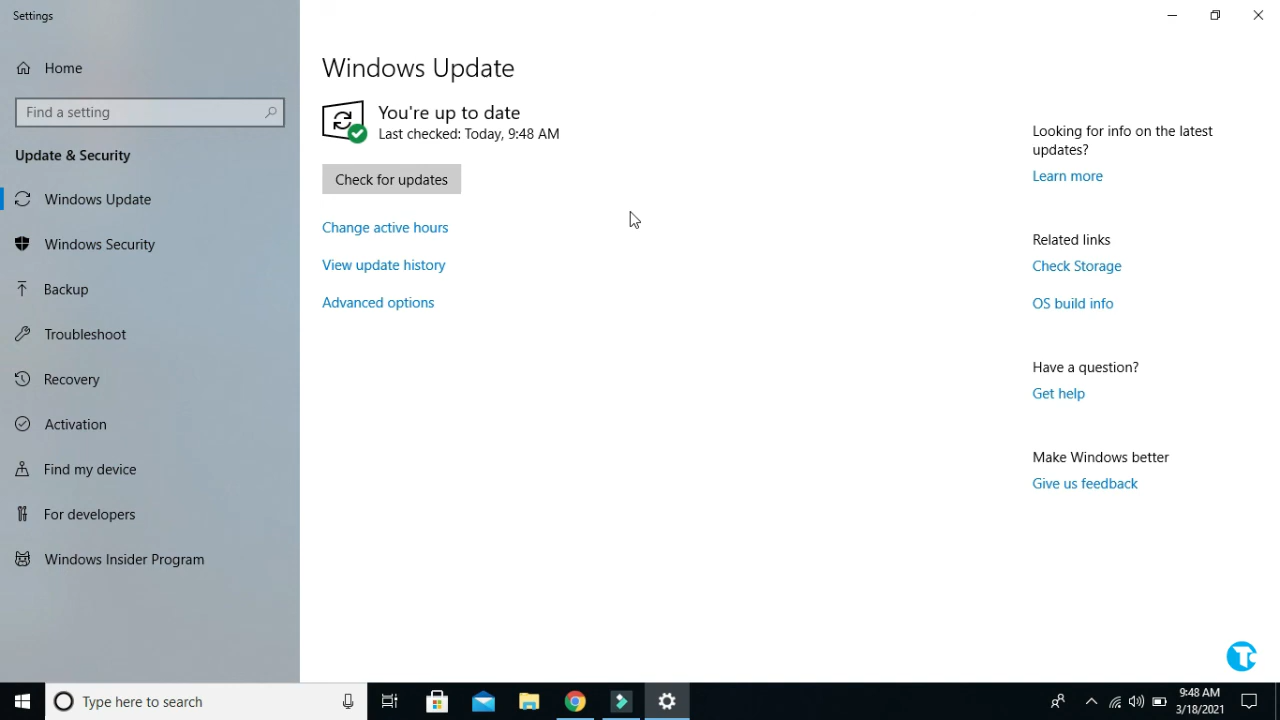 Settings
Home
Find a setting
Update & Security
Windows Update
Windows Security
Backup
Troubleshoot
Recovery
Activation
Find my device
For developers
Windows Insider Program
Windows Update
You're up to date
Last checked: Today, 9:48 AM
Check for updates
Change active hours
View update history
Advanced options
Looking for info on the latest
updates?
Learn more
Related links
Check Storage
OS build info
Have a question?
Get help
Make Windows better
Give us feedback
Type here to search
9:48 AM
3/18/2021